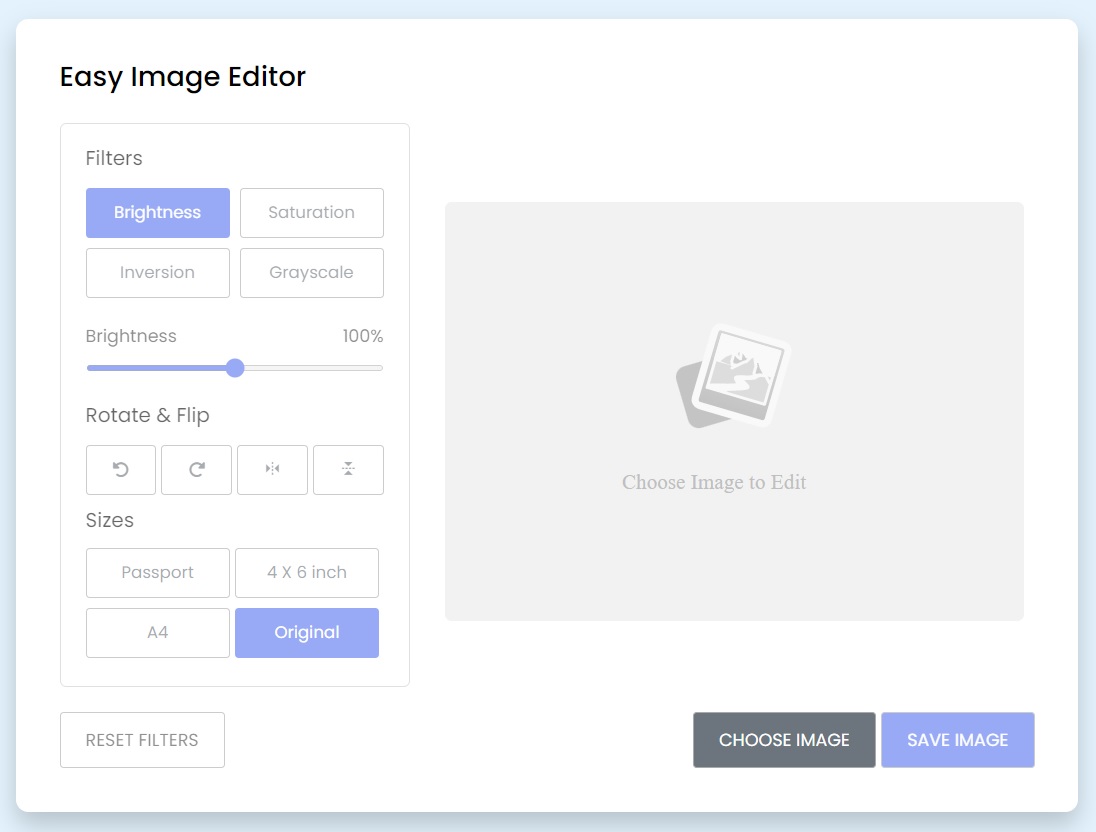 Easy Image Editor
Filters
Brightness
Saturation
Inversion
Grayscale
Brightness 100%
Rotate & Flip
Sizes
Passport
4 X 6 inch
A4
Original
Choose Image to Edit
RESET FILTERS
CHOOSE IMAGE
SAVE IMAGE